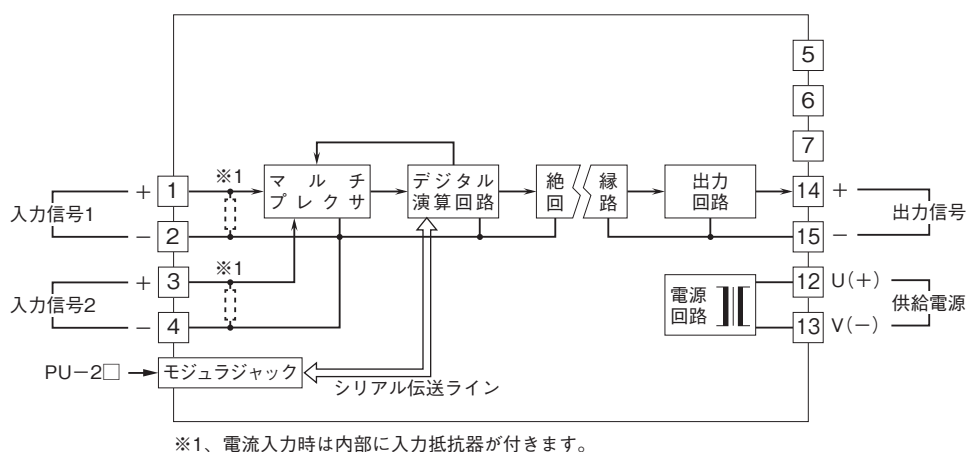 5
6
7
※1
マルチ
プレクサ
デジタル
演算回路
絶縁
回路
出力
回路
入力信号1
+ 1
− 2
14 +
15 −
出力信号
※1
入力信号2
+ 3
− 4
電源
回路
12 U(+)
13 V(−)
供給電源
PU−2□
モジュラジャック
シリアル伝送ライン
※1、電流入力時は内部に入力抵抗器が付きます。